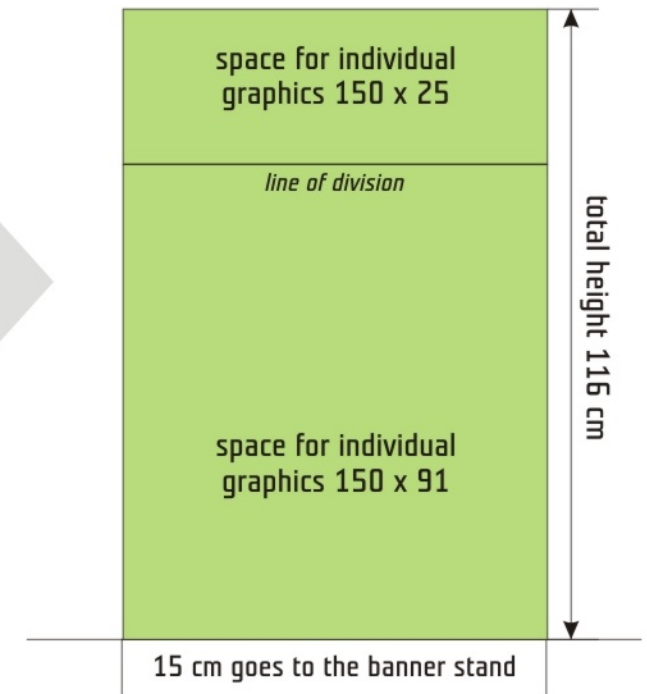 space for individual
graphics 150 x 25
line of division
total height 116 cm
space for individual
graphics 150 x 91
15 cm goes to the banner stand